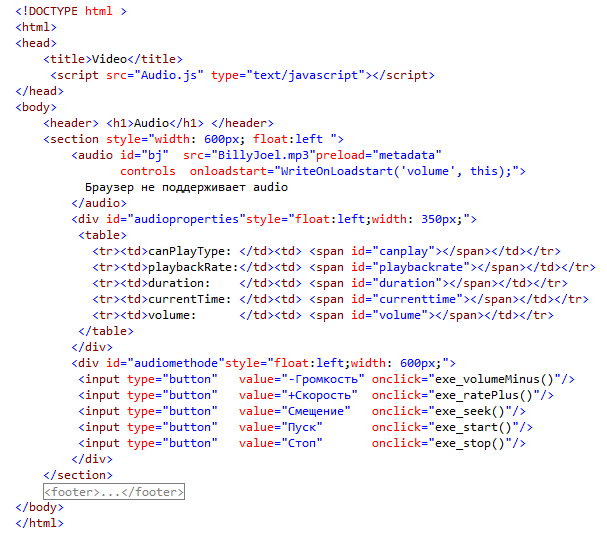 <!DOCTYPE html >
<html>
<head>
    <title>Video</title>
     <script src="Audio.js" type="text/javascript"></script>
</head>
<body>
    <header> <h1>Audio</h1> </header>
    <section style="width: 600px; float:left ">
        <audio id="bj"  src="BillyJoel.mp3"preload="metadata"
               controls  onloadstart="WriteOnLoadstart('volume', this);">
          Браузер не поддерживает audio
        </audio>
        <div id="audioproperties"style="float:left;width: 350px;">
         <table>
           <tr><td>canPlayType: </td><td> <span id="canplay"></span></td></tr>
           <tr><td>playbackRate:</td><td> <span id="playbackrate"></span></td></tr>
           <tr><td>duration:    </td><td> <span id="duration"></span></td></tr>
           <tr><td>currentTime: </td><td> <span id="currenttime"></span></td></tr>
           <tr><td>volume:      </td><td> <span id="volume"></span></td></tr>
         </table>
        </div>
        <div id="audiomethode"style="float:left;width: 600px;">
         <input type="button"   value="-Громкость" onclick="exe_volumeMinus()"/>
         <input type="button"   value="+Скорость"  onclick="exe_ratePlus()"/>
         <input type="button"   value="Смещение"   onclick="exe_seek()"/>
         <input type="button"   value="Пуск"       onclick="exe_start()"/>
         <input type="button"   value="Стоп"       onclick="exe_stop()"/>
        </div>
    </section>
    <footer>...</footer>
</body>
</html>